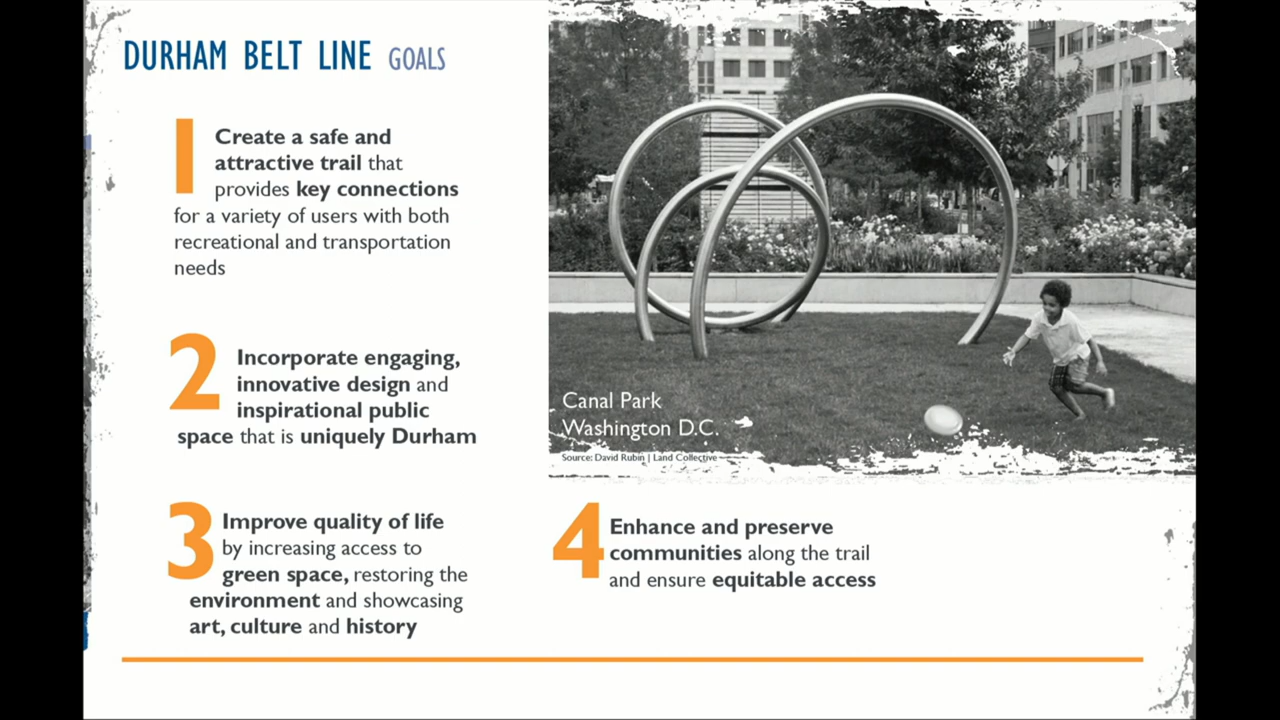 DURHAM BELT LINE GOALS
1 Create a safe and
attractive trail that
provides key connections
for a variety of users with both
recreational and transportation
needs
2 Incorporate engaging,
innovative design and
inspirational public
space that is uniquely Durham
3 Improve quality of life
by increasing access to
green space, restoring the
environment and showcasing
art, culture and history
Canal Park
Washington D.C.
Source: David Rubin | Land Collective
4 Enhance and preserve
communities along the trail
and ensure equitable access